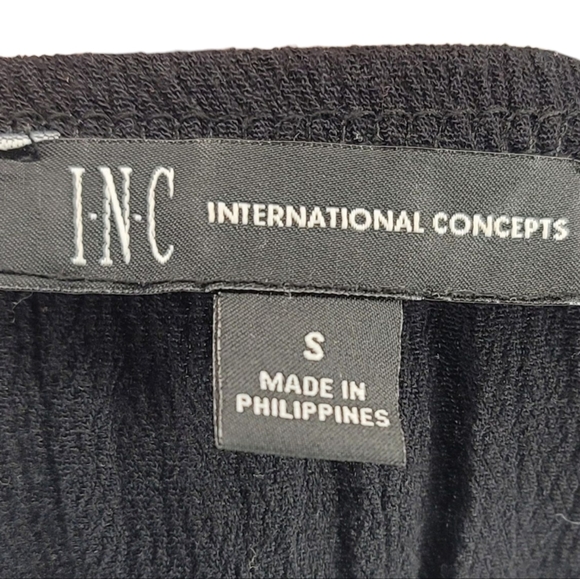 I·N·C INTERNATIONAL CONCEPTS
S
MADE IN
PHILIPPINES